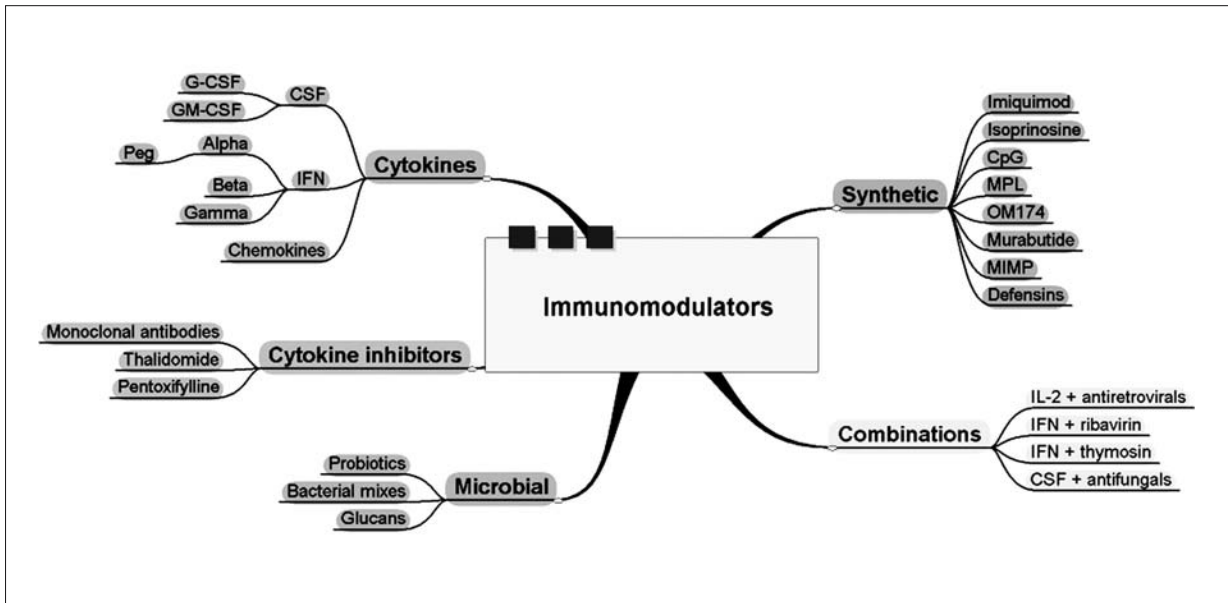 G-CSF
GM-CSF
CSF
Peg
Alpha
Beta
Gamma
IFN
Chemokines
Cytokines
Monoclonal antibodies
Thalidomide
Pentoxifylline
Cytokine inhibitors
Probiotics
Bacterial mixes
Glucans
Microbial
Immunomodulators
Synthetic
Imiquimod
Isoprinosine
CpG
MPL
OM174
Murabutide
MIMP
Defensins
Combinations
IL-2 + antiretrovirals
IFN + ribavirin
IFN + thymosin
CSF + antifungals